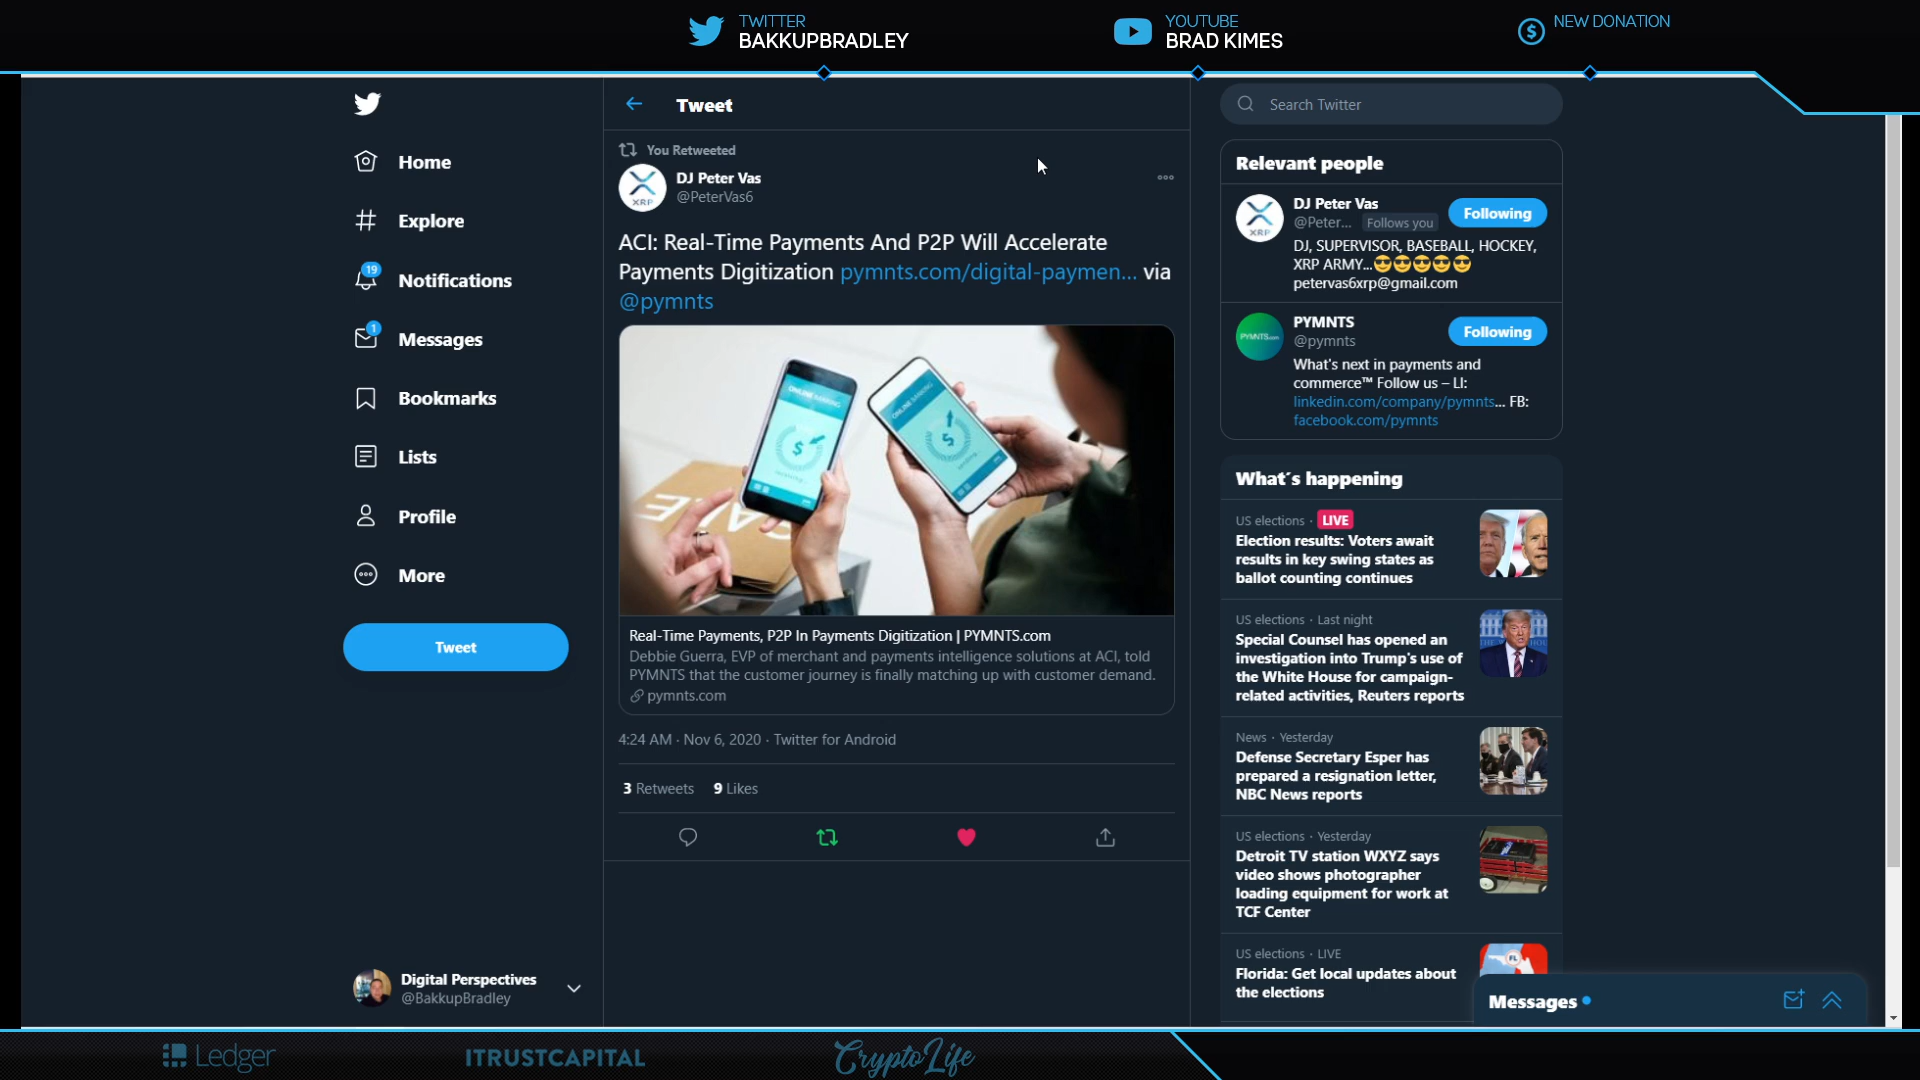 TWITTER
BAKKUPBRADLEY
YOUTUBE
BRAD KIMES
NEW DONATION
Home
Explore
19
Notifications
1
Messages
Bookmarks
Lists
Profile
More
Tweet
Digital Perspectives
@BakkupBradley
Tweet
You Retweeted
XRP
DJ Peter Vas
@PeterVas6
ACI: Real-Time Payments And P2P Will Accelerate
Payments Digitization pymnts.com/digital-paymen... via
@pymnts
ONLINE BANKING
ONLINE BANKING
Real-Time Payments, P2P In Payments Digitization | PYMNTS.com
Debbie Guerra, EVP of merchant and payments intelligence solutions at ACI, told
PYMNTS that the customer journey is finally matching up with customer demand.
pymnts.com
4:24 AM · Nov 6, 2020 · Twitter for Android
3 Retweets 9 Likes
Search Twitter
Relevant people
XRP
DJ Peter Vas
@Peter... Follows you
Following
DJ, SUPERVISOR, BASEBALL, HOCKEY,
XRP ARMY...😎😎😎😎😎
petervas6xrp@gmail.com
PYMNTS.com
PYMNTS
@pymnts
Following
What's next in payments and
commerce™ Follow us – LI:
linkedin.com/company/pymnts... FB:
facebook.com/pymnts
What's happening
US elections · LIVE
Election results: Voters await
results in key swing states as
ballot counting continues
US elections · Last night
Special Counsel has opened an
investigation into Trump's use of
the White House for campaign-
related activities, Reuters reports
News · Yesterday
Defense Secretary Esper has
prepared a resignation letter,
NBC News reports
US elections · Yesterday
Detroit TV station WXYZ says
video shows photographer
loading equipment for work at
TCF Center
US elections · LIVE
Florida: Get local updates about
the elections
FL
Messages
Ledger
ITRUSTCAPITAL
CryptoLife